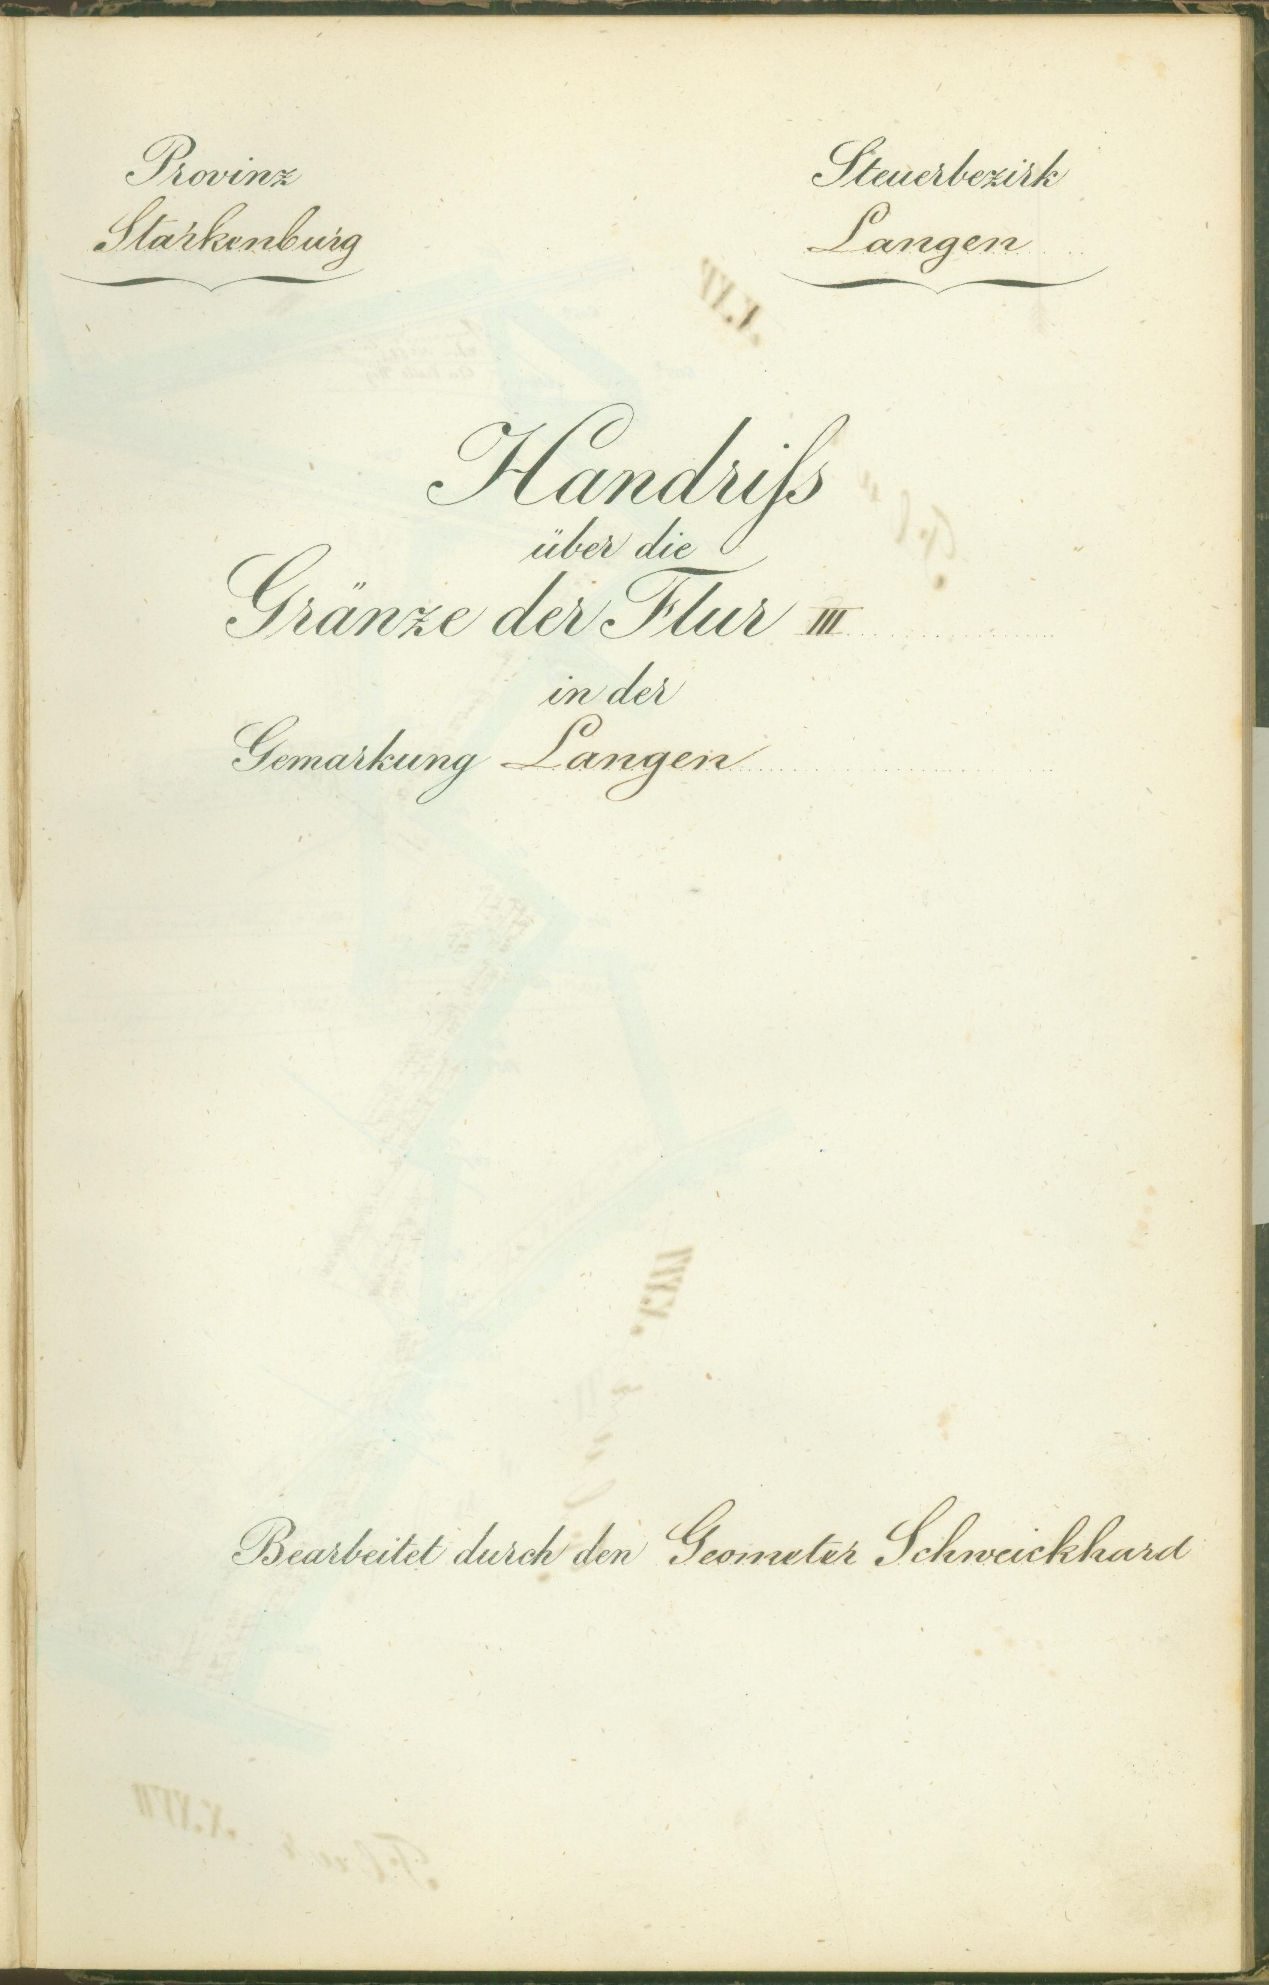 Provinz
Starkenburg
Steuerbezirk
Langen
Handriſs
über die
Gränze der Flur III
in der
Gemarkung Langen
Bearbeitet durch den Geometer Schweickhard